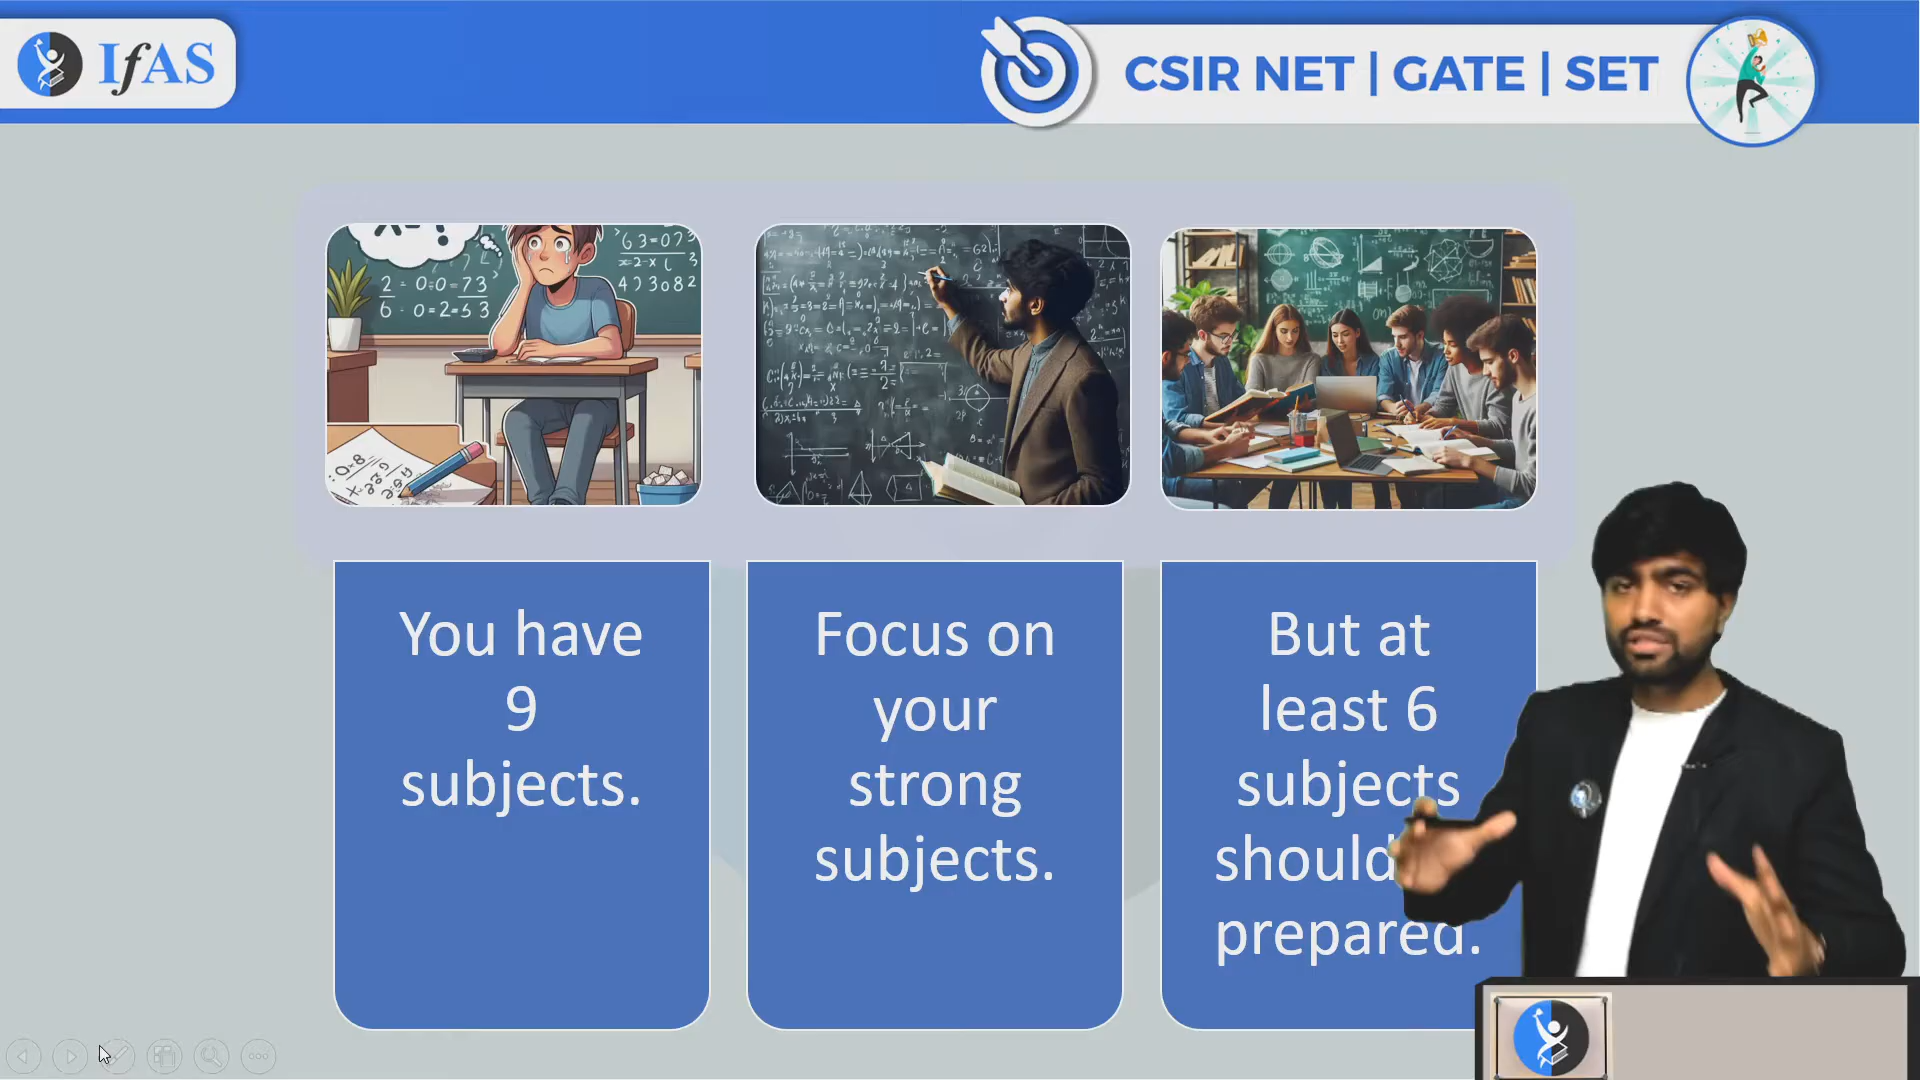 IfAS
CSIR NET | GATE | SET
You have
9
subjects.
Focus on
your
strong
subjects.
But at
least 6
subjects
should
prepared.